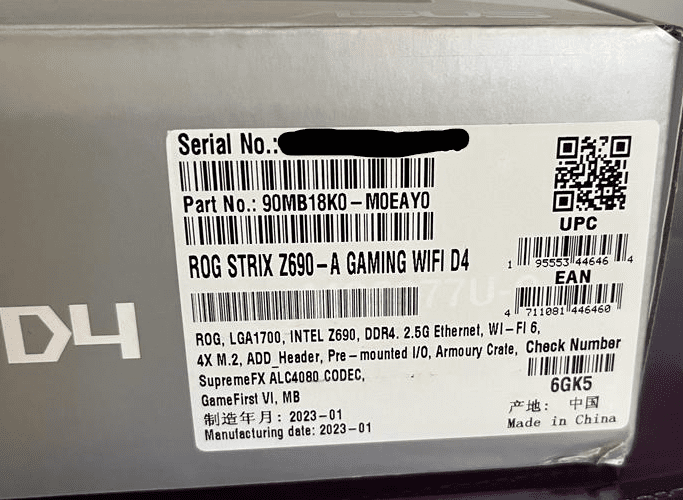 Serial No.:
Part No.: 90MB18K0-M0EAY0
ROG STRIX Z690-A GAMING WIFI D4
UPC
1 95553 44646 4
EAN
4 711081 446460
ROG, LGA1700, INTEL Z690, DDR4. 2.5G Ethernet, WI-FI 6,
4X M.2, ADD_Header, Pre-mounted I/O, Armoury Crate,
SupremeFX ALC4080 CODEC,
GameFirst VI, MB
Check Number
6GK5
制造年月: 2023-01
Manufacturing date: 2023-01
产地: 中国
Made in China
D4